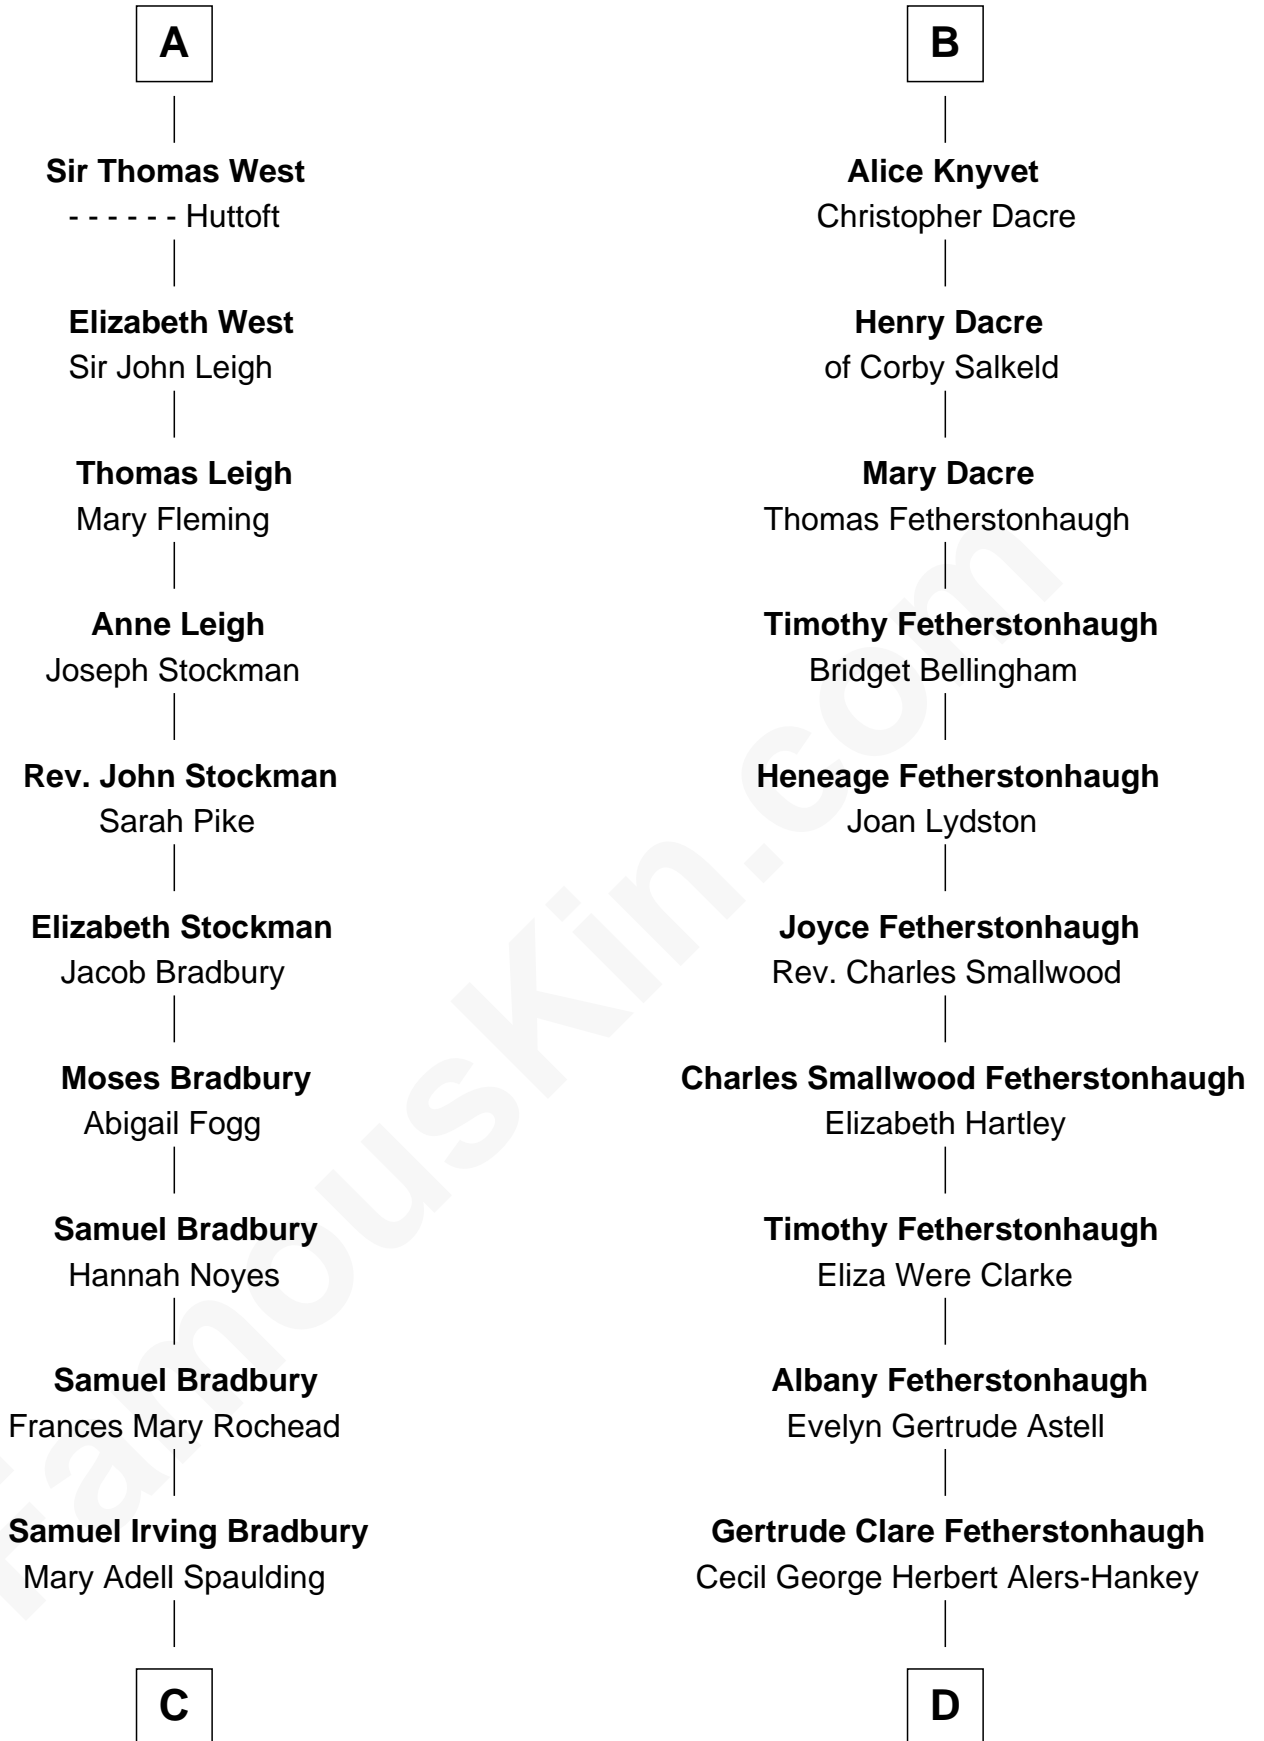 A
Sir Thomas West
- - - - - - Huttoft
Elizabeth West
Sir John Leigh
Thomas Leigh
Mary Fleming
Anne Leigh
Joseph Stockman
Rev. John Stockman
Sarah Pike
Elizabeth Stockman
Jacob Bradbury
Moses Bradbury
Abigail Fogg
Samuel Bradbury
Hannah Noyes
Samuel Bradbury
Frances Mary Rochead
Samuel Irving Bradbury
Mary Adell Spaulding
C
B
Alice Knyvet
Christopher Dacre
Henry Dacre
of Corby Salkeld
Mary Dacre
Thomas Fetherstonhaugh
Timothy Fetherstonhaugh
Bridget Bellingham
Heneage Fetherstonhaugh
Joan Lydston
Joyce Fetherstonhaugh
Rev. Charles Smallwood
Charles Smallwood Fetherstonhaugh
Elizabeth Hartley
Timothy Fetherstonhaugh
Eliza Were Clarke
Albany Fetherstonhaugh
Evelyn Gertrude Astell
Gertrude Clare Fetherstonhaugh
Cecil George Herbert Alers-Hankey
D
FamousKin.com